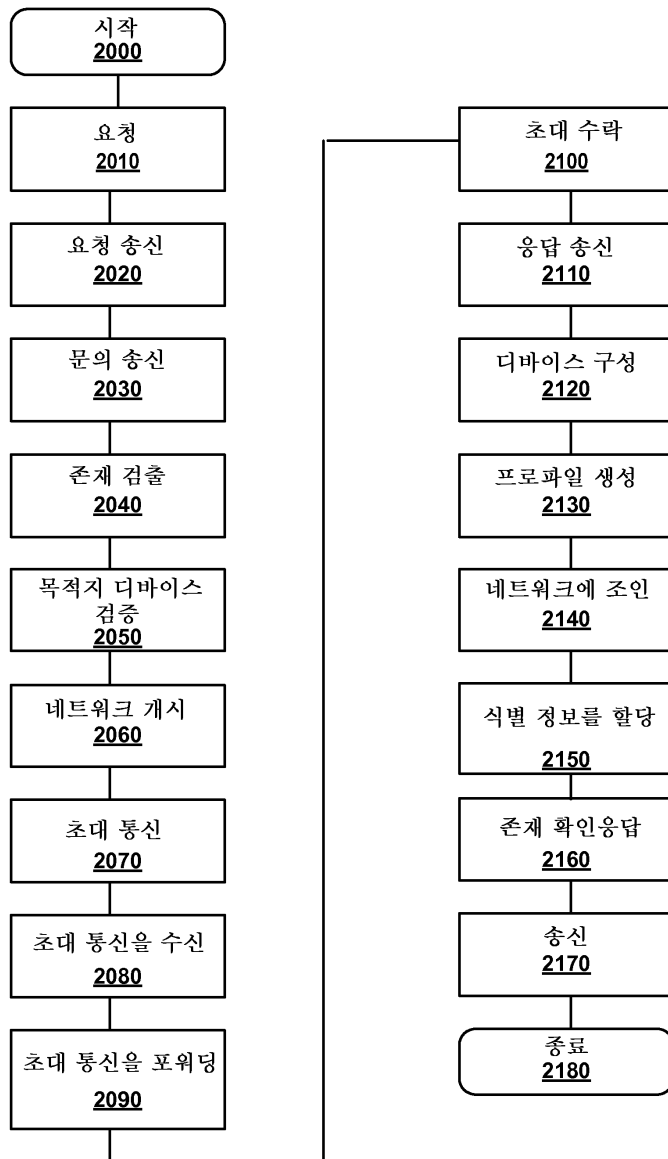 시작
2000
요청
2010
요청 송신
2020
문의 송신
2030
존재 검출
2040
목적지 디바이스
검증
2050
네트워크 개시
2060
초대 통신
2070
초대 통신을 수신
2080
초대 통신을 포워딩
2090
초대 수락
2100
응답 송신
2110
디바이스 구성
2120
프로파일 생성
2130
네트워크에 조인
2140
식별 정보를 할당
2150
존재 확인응답
2160
송신
2170
종료
2180